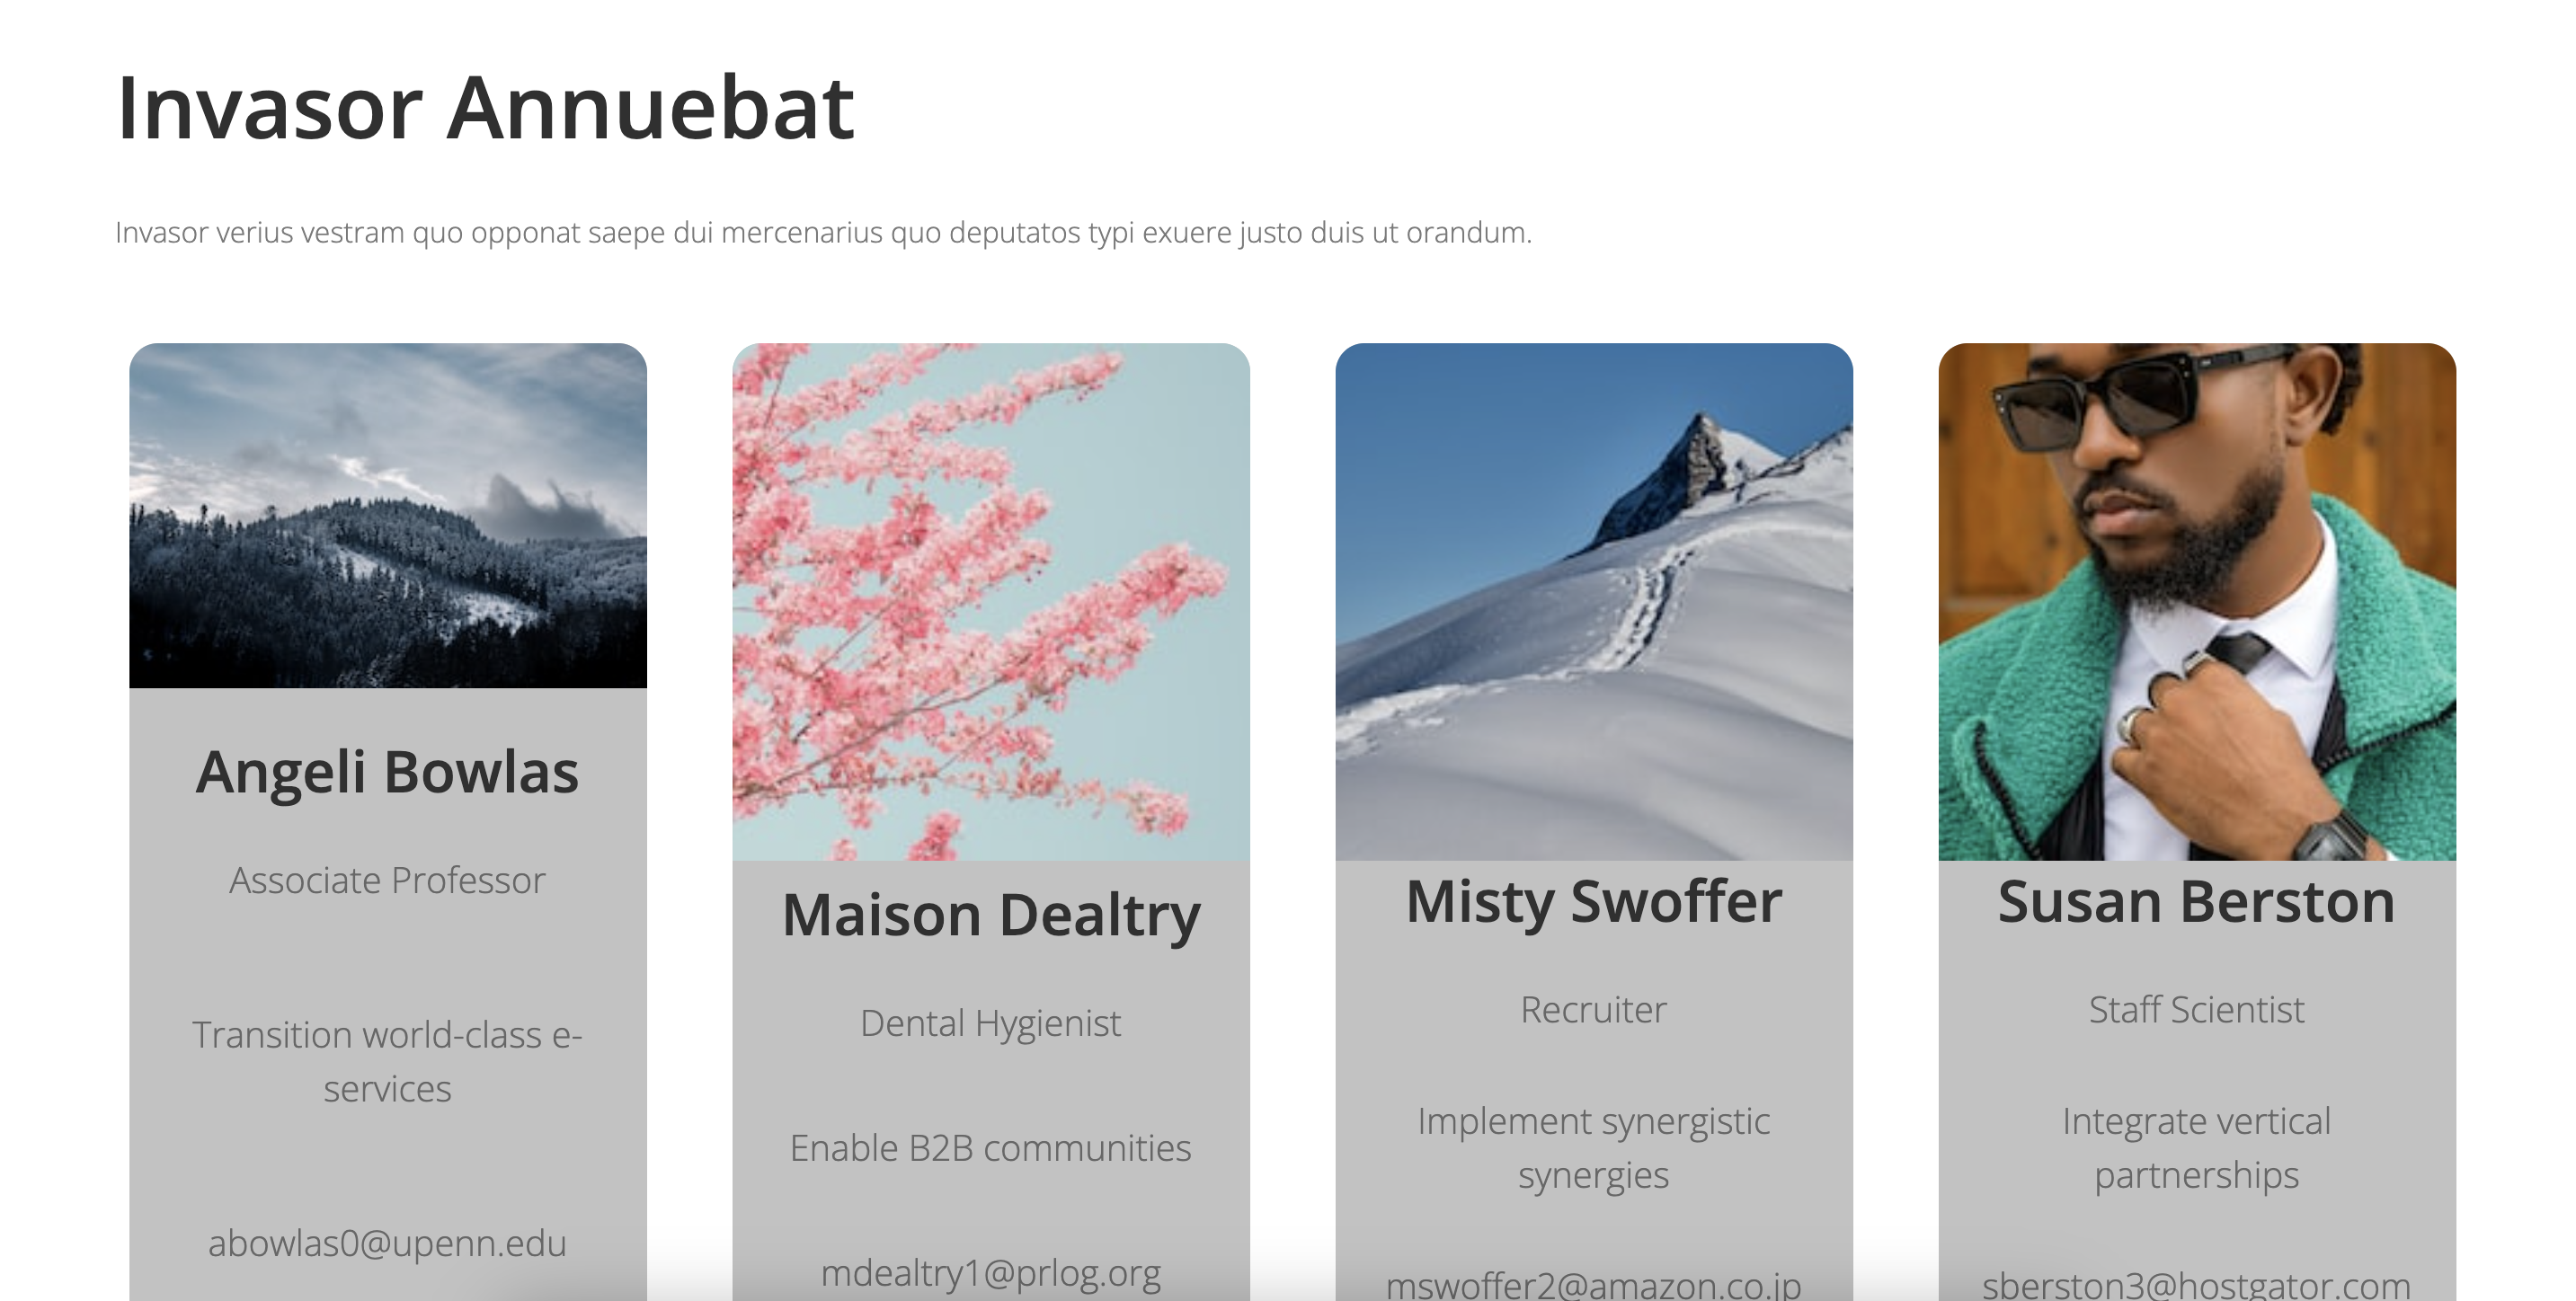 Invasor Annuebat
Invasor verius vestram quo opponat saepe dui mercenarius quo deputatos typi exuere justo duis ut orandum.
Angeli Bowlas
Associate Professor
Transition world-class e-
services
abowlas0@upenn.edu
Maison Dealtry
Dental Hygienist
Enable B2B communities
mdealtry1@prlog.org
Misty Swoffer
Recruiter
Implement synergistic
synergies
mswoffer2@amazon.co.jp
Susan Berston
Staff Scientist
Integrate vertical
partnerships
sberston3@hostgator.com